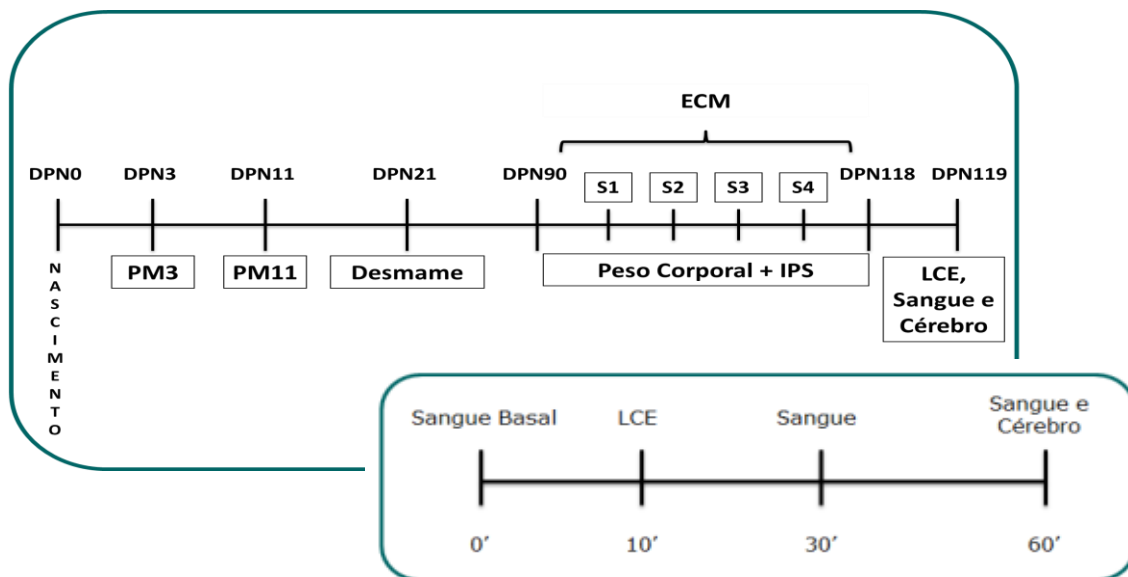 ECM
DPN0 DPN3 DPN11 DPN21 DPN90 DPN118 DPN119
S1 S2 S3 S4
NASCIMENTO
PM3 PM11 Desmame Peso Corporal + IPS
LCE,
Sangue e
Cérebro
Sangue Basal LCE Sangue Sangue e
Cérebro
0’ 10’ 30’ 60’